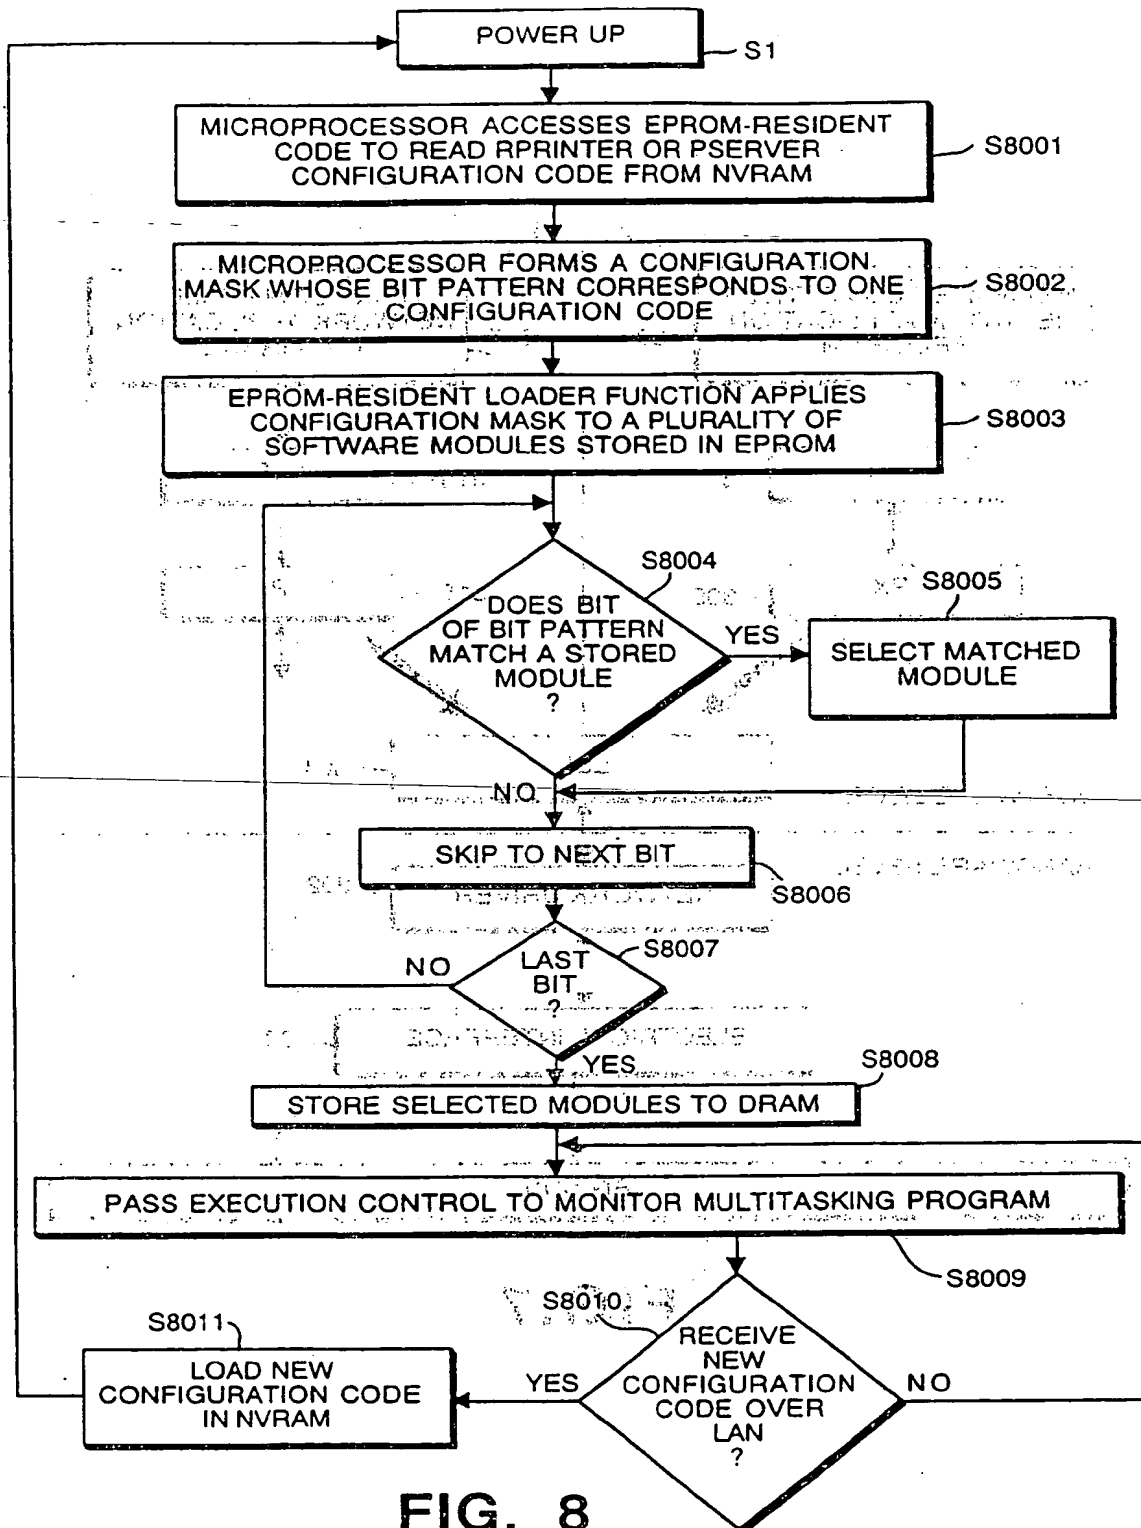 POWER UP
S1
MICROPROCESSOR ACCESSES EPROM-RESIDENT
CODE TO READ RPRINTER OR PSERVER
CONFIGURATION CODE FROM NVRAM
S8001
MICROPROCESSOR FORMS A CONFIGURATION
MASK WHOSE BIT PATTERN CORRESPONDS TO ONE
CONFIGURATION CODE
S8002
EPROM-RESIDENT LOADER FUNCTION APPLIES
CONFIGURATION MASK TO A PLURALITY OF
SOFTWARE MODULES STORED IN EPROM
S8003
S8004
DOES BIT
OF BIT PATTERN
MATCH A STORED
MODULE
?
YES
S8005
SELECT MATCHED
MODULE
NO
SKIP TO NEXT BIT
S8006
S8007
LAST
BIT
?
NO
YES
S8008
STORE SELECTED MODULES TO DRAM
PASS EXECUTION CONTROL TO MONITOR MULTITASKING PROGRAM
S8009
S8010
RECEIVE
NEW
CONFIGURATION
CODE OVER
LAN
?
YES
NO
S8011
LOAD NEW
CONFIGURATION CODE
IN NVRAM
FIG. 8